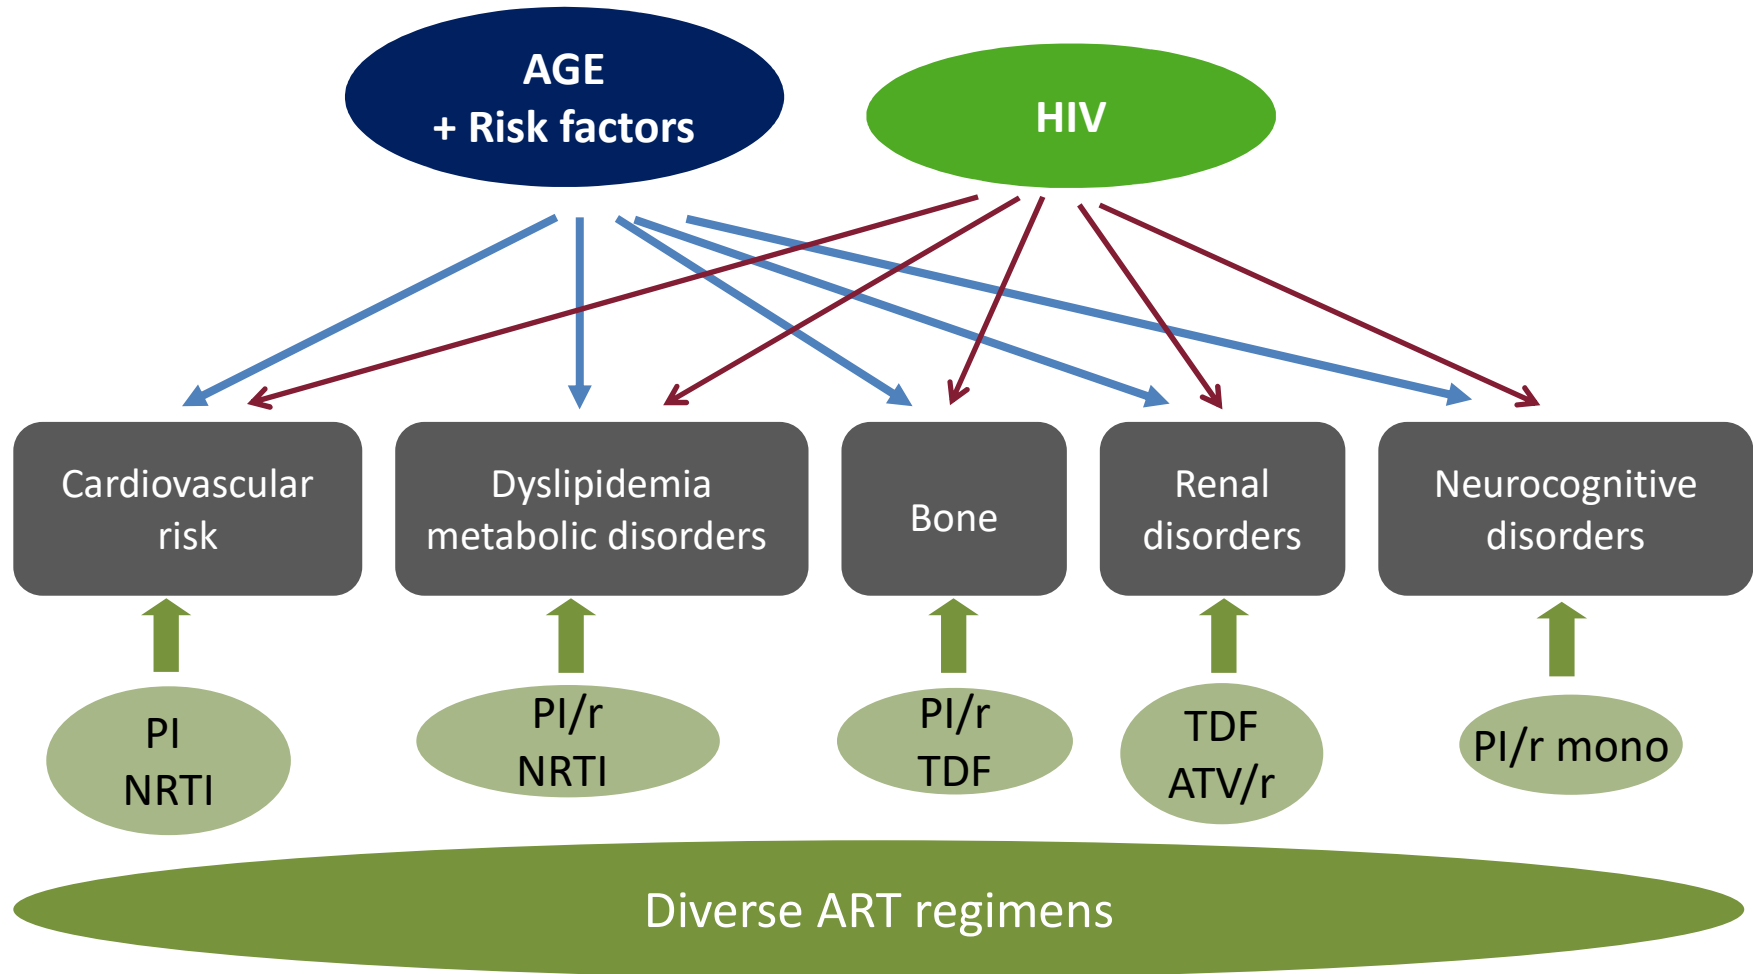 AGE
+ Risk factors
HIV
Cardiovascular
risk
Dyslipidemia
metabolic disorders
Bone
Renal
disorders
Neurocognitive
disorders
PI
NRTI
PI/r
NRTI
PI/r
TDF
TDF
ATV/r
PI/r mono
Diverse ART regimens